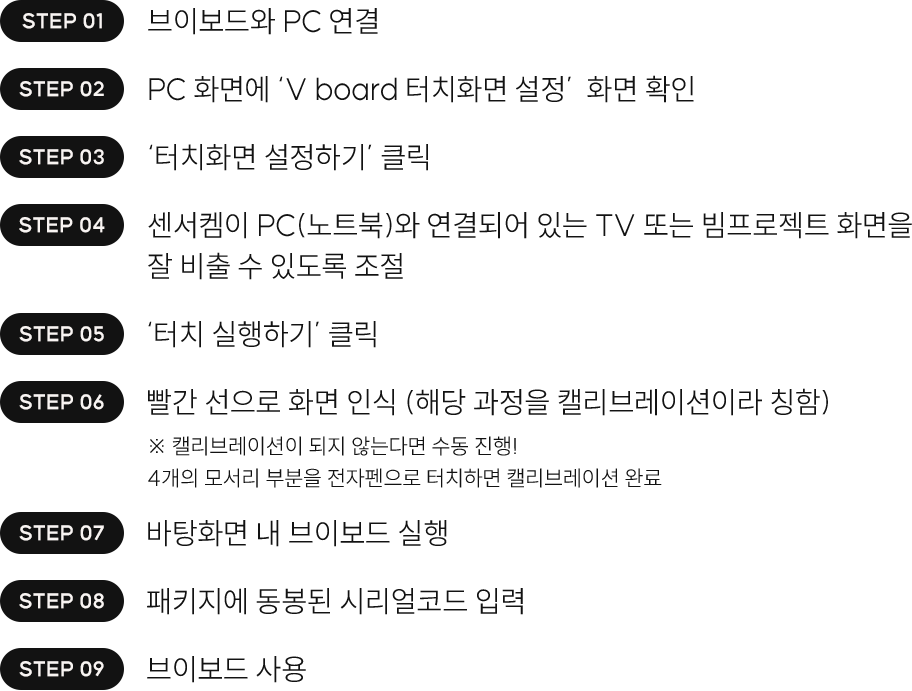 STEP 01 브이보드와 PC 연결
STEP 02 PC 화면에 ‘V board 터치화면 설정’ 화면 확인
STEP 03 ‘터치화면 설정하기’ 클릭
STEP 04 센서켐이 PC(노트북)와 연결되어 있는 TV 또는 빔프로젝트 화면을
잘 비출 수 있도록 조절
STEP 05 ‘터치 실행하기’ 클릭
STEP 06 빨간 선으로 화면 인식 (해당 과정을 캘리브레이션이라 칭함)
※ 캘리브레이션이 되지 않는다면 수동 진행!
4개의 모서리 부분을 전자펜으로 터치하면 캘리브레이션 완료
STEP 07 바탕화면 내 브이보드 실행
STEP 08 패키지에 동봉된 시리얼코드 입력
STEP 09 브이보드 사용